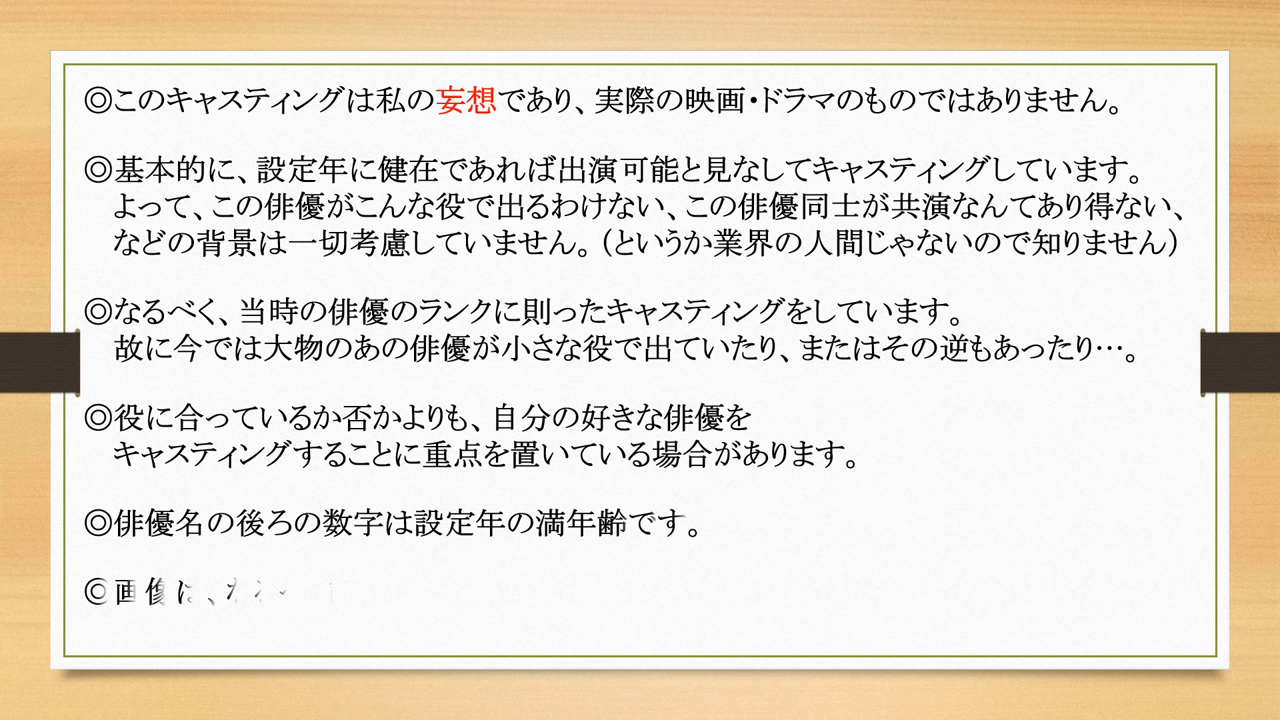 ◎このキャスティングは私の妄想であり、実際の映画・ドラマのものではありません。
◎基本的に、設定年に健在であれば出演可能と見なしてキャスティングしています。
よって、この俳優がこんな役で出るわけない、この俳優同士が共演なんてあり得ない、
などの背景は一切考慮していません。（というか業界の人間じゃないので知りません）
◎なるべく、当時の俳優のランクに則ったキャスティングをしています。
故に今では大物のあの俳優が小さな役で出ていたり、またはその逆もあったり…。
◎役に合っているか否かよりも、自分の好きな俳優を
キャスティングすることに重点を置いている場合があります。
◎俳優名の後ろの数字は設定年の満年齢です。
◎画像は、